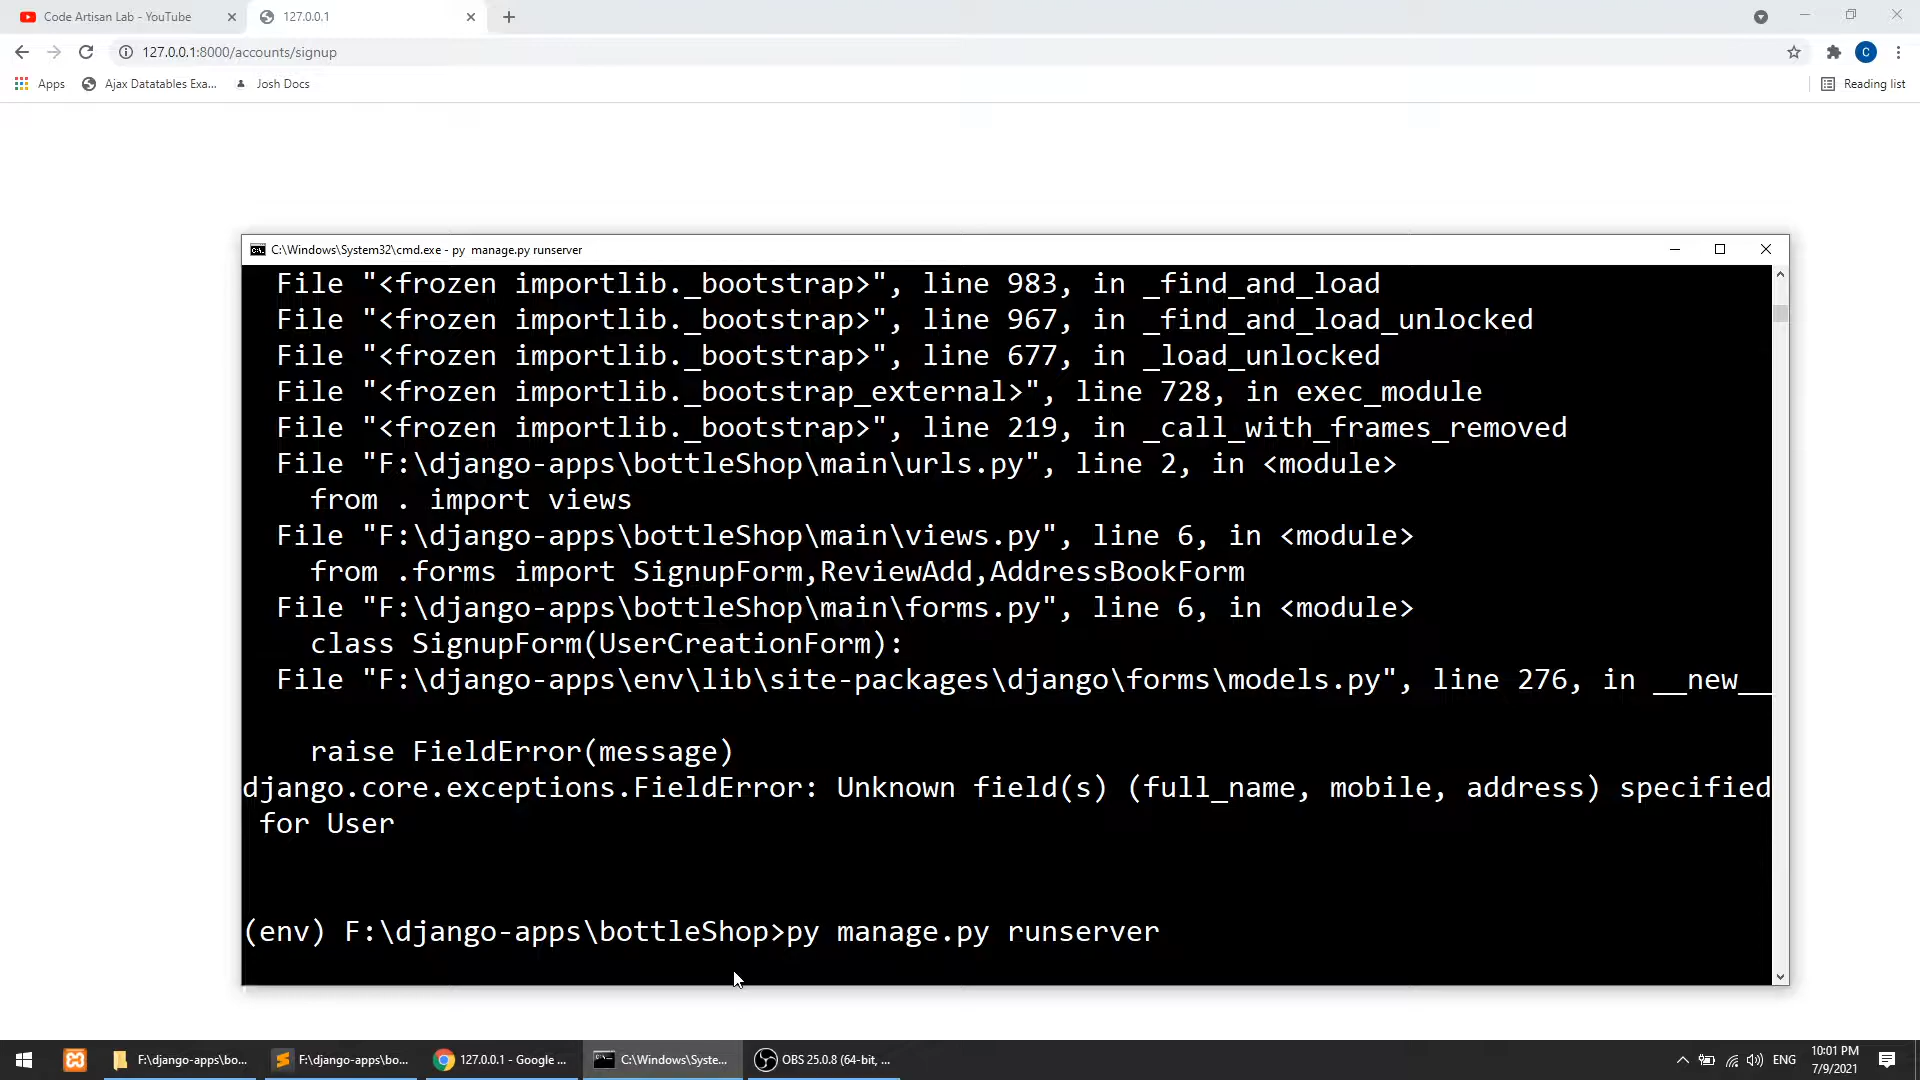 Code Artisan Lab - YouTube
127.0.0.1
127.0.0.1:8000/accounts/signup
C
Apps
Ajax Datatables Exa...
Josh Docs
Reading list
C:\Windows\System32\cmd.exe - py  manage.py runserver
File "<frozen importlib._bootstrap>", line 983, in _find_and_load
File "<frozen importlib._bootstrap>", line 967, in _find_and_load_unlocked
File "<frozen importlib._bootstrap>", line 677, in _load_unlocked
File "<frozen importlib._bootstrap_external>", line 728, in exec_module
File "<frozen importlib._bootstrap>", line 219, in _call_with_frames_removed
File "F:\django-apps\bottleShop\main\urls.py", line 2, in <module>
from . import views
File "F:\django-apps\bottleShop\main\views.py", line 6, in <module>
from .forms import SignupForm,ReviewAdd,AddressBookForm
File "F:\django-apps\bottleShop\main\forms.py", line 6, in <module>
class SignupForm(UserCreationForm):
File "F:\django-apps\env\lib\site-packages\django\forms\models.py", line 276, in __new__
raise FieldError(message)
django.core.exceptions.FieldError: Unknown field(s) (full_name, mobile, address) specified
for User
(env) F:\django-apps\bottleShop>py manage.py runserver
F:\django-apps\bo...
F:\django-apps\bo...
127.0.0.1 - Google ...
C:\Windows\Syste...
OBS 25.0.8 (64-bit, ...
ENG
10:01 PM
7/9/2021